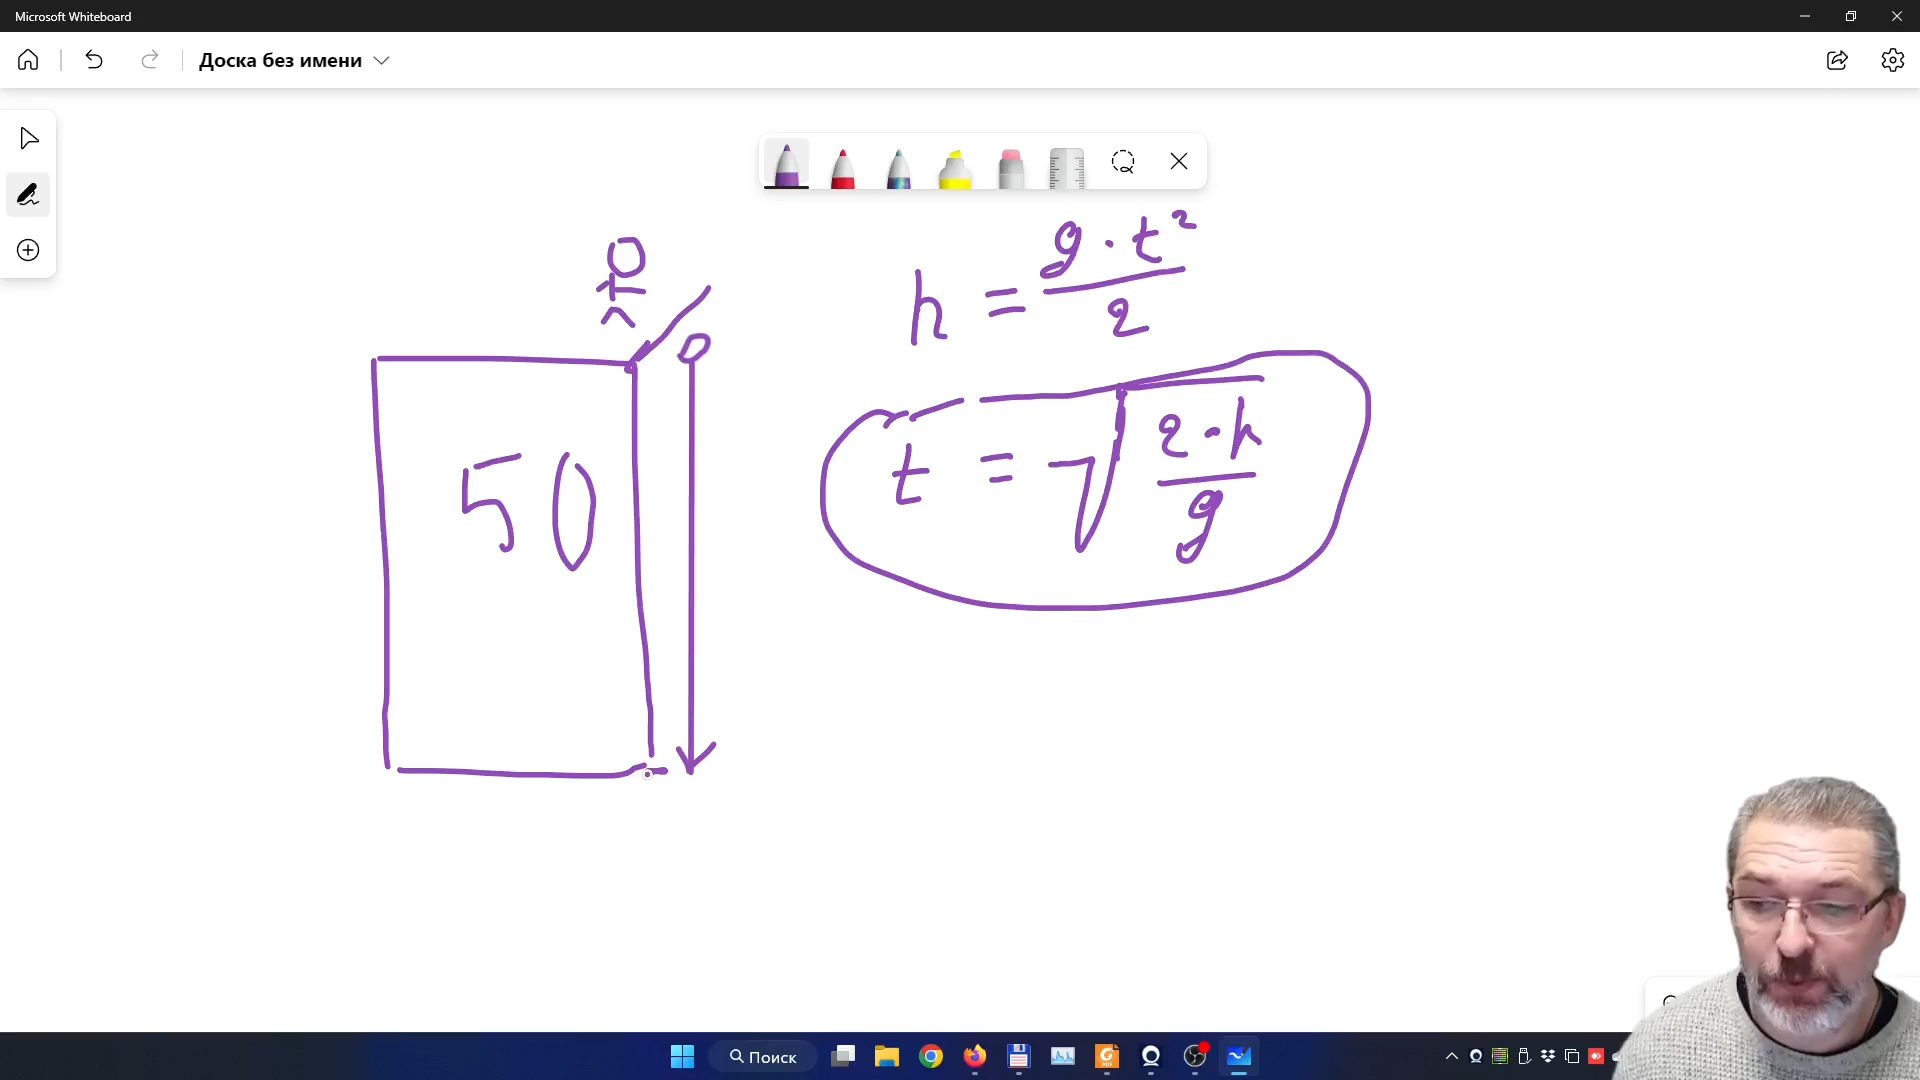 Microsoft Whiteboard
Доска без имени
h = g · t² / 2
50
t = √(2 · h / g)
Поиск